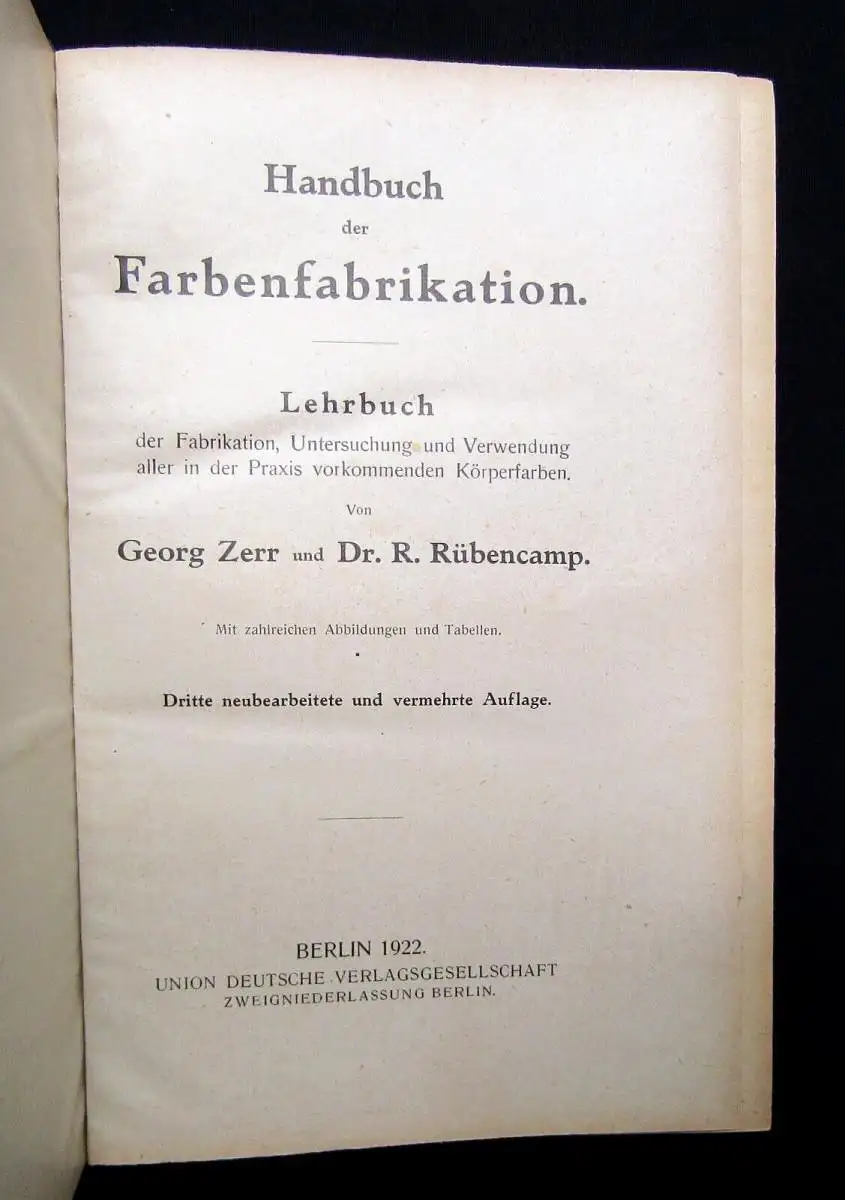 Handbuch
der
Farbenfabrikation.
Lehrbuch
der Fabrikation, Untersuchung und Verwendung
aller in der Praxis vorkommenden Körperfarben.
Von
Georg Zerr und Dr. R. Rübencamp.
Mit zahlreichen Abbildungen und Tabellen.
Dritte neubearbeitete und vermehrte Auflage.
BERLIN 1922.
UNION DEUTSCHE VERLAGSGESELLSCHAFT
ZWEIGNIEDERLASSUNG BERLIN.